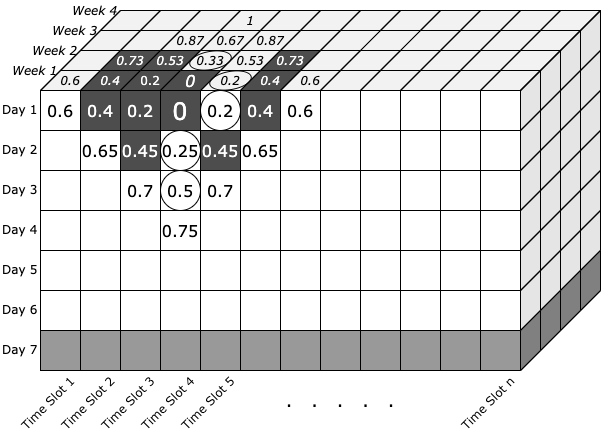 Week 4 1
Week 3 0.87 0.67 0.87
Week 2 0.73 0.53 0.33 0.53 0.73
Week 1 0.6 0.4 0.2 0 0.2 0.4 0.6
Day 1 0.6 0.4 0.2 0 0.2 0.4 0.6
Day 2 0.65 0.45 0.25 0.45 0.65
Day 3 0.7 0.5 0.7
Day 4 0.75
Day 5
Day 6
Day 7
Time Slot 1 Time Slot 2 Time Slot 3 Time Slot 4 Time Slot 5 . . . . . Time Slot n